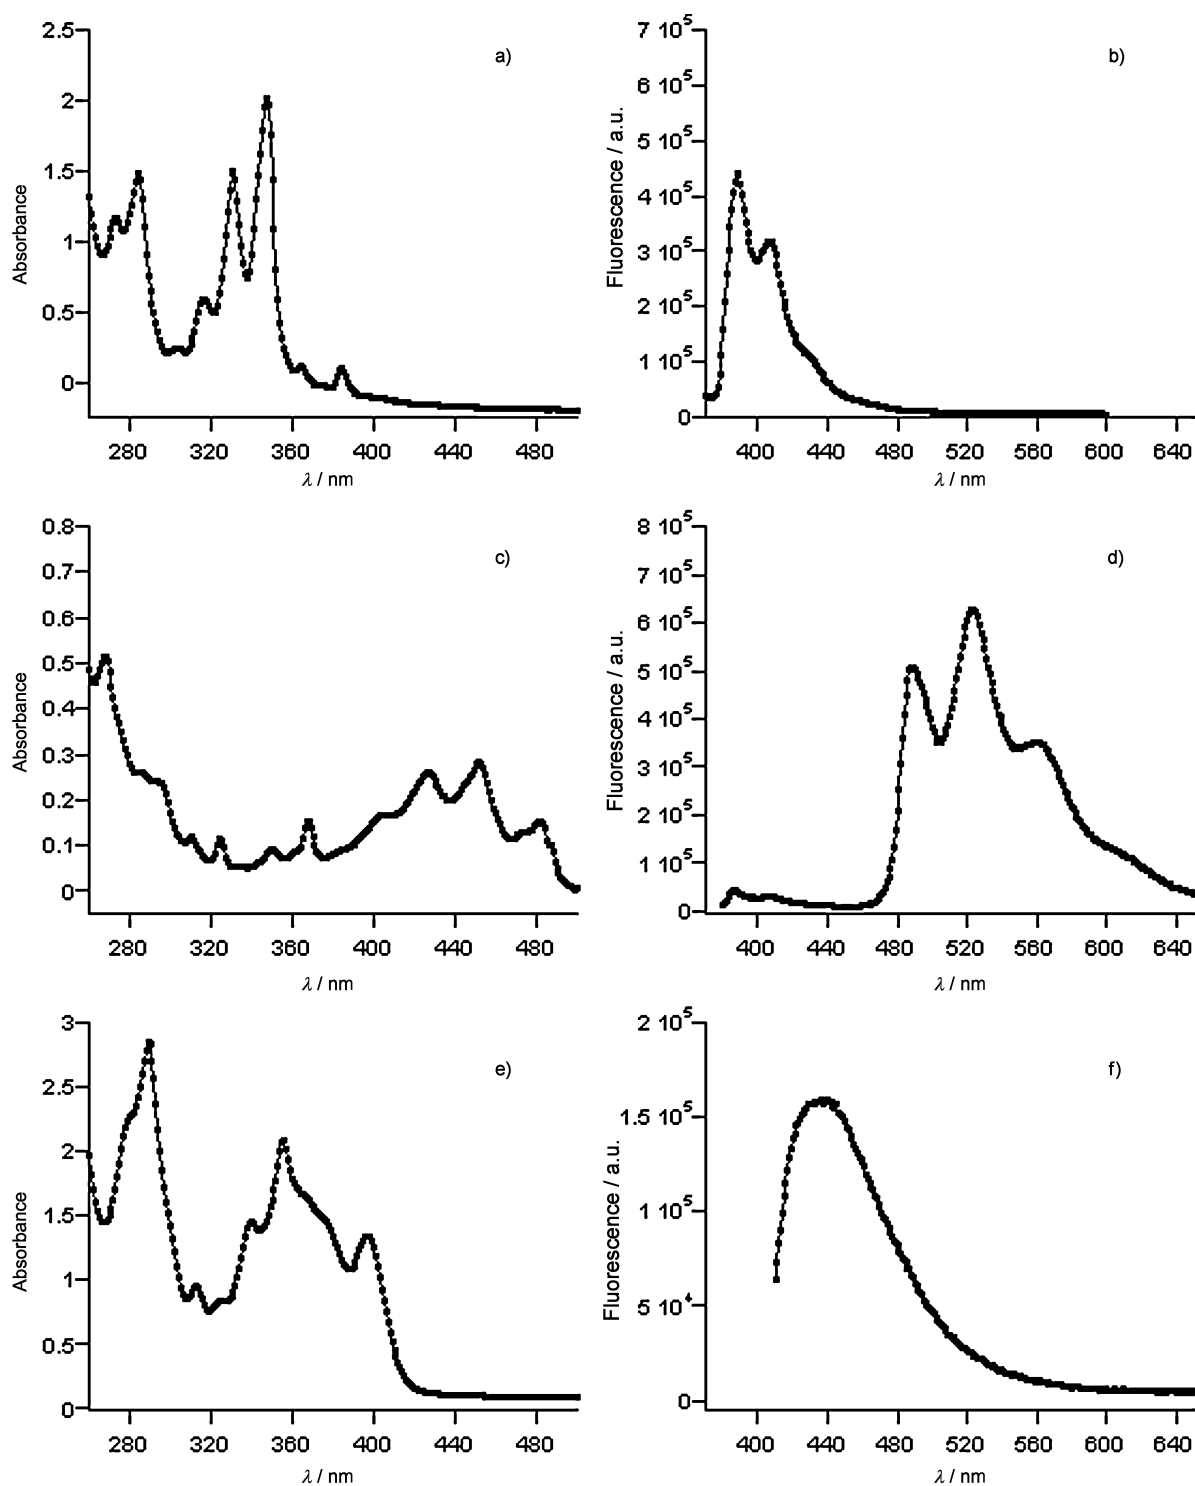 2.5
2
1.5
1
0.5
0
Absorbance
a)
280 320 360 400 440 480
λ / nm
7 10⁵
6 10⁵
5 10⁵
4 10⁵
3 10⁵
2 10⁵
1 10⁵
0
Fluorescence / a.u.
b)
400 440 480 520 560 600 640
λ / nm
0.8
0.7
0.6
0.5
0.4
0.3
0.2
0.1
0
Absorbance
c)
280 320 360 400 440 480
λ / nm
8 10⁵
7 10⁵
6 10⁵
5 10⁵
4 10⁵
3 10⁵
2 10⁵
1 10⁵
0
Fluorescence / a.u.
d)
400 440 480 520 560 600 640
λ / nm
3
2.5
2
1.5
1
0.5
0
Absorbance
e)
280 320 360 400 440 480
λ / nm
2 10⁵
1.5 10⁵
1 10⁵
5 10⁴
0
Fluorescence / a.u.
f)
400 440 480 520 560 600 640
λ / nm